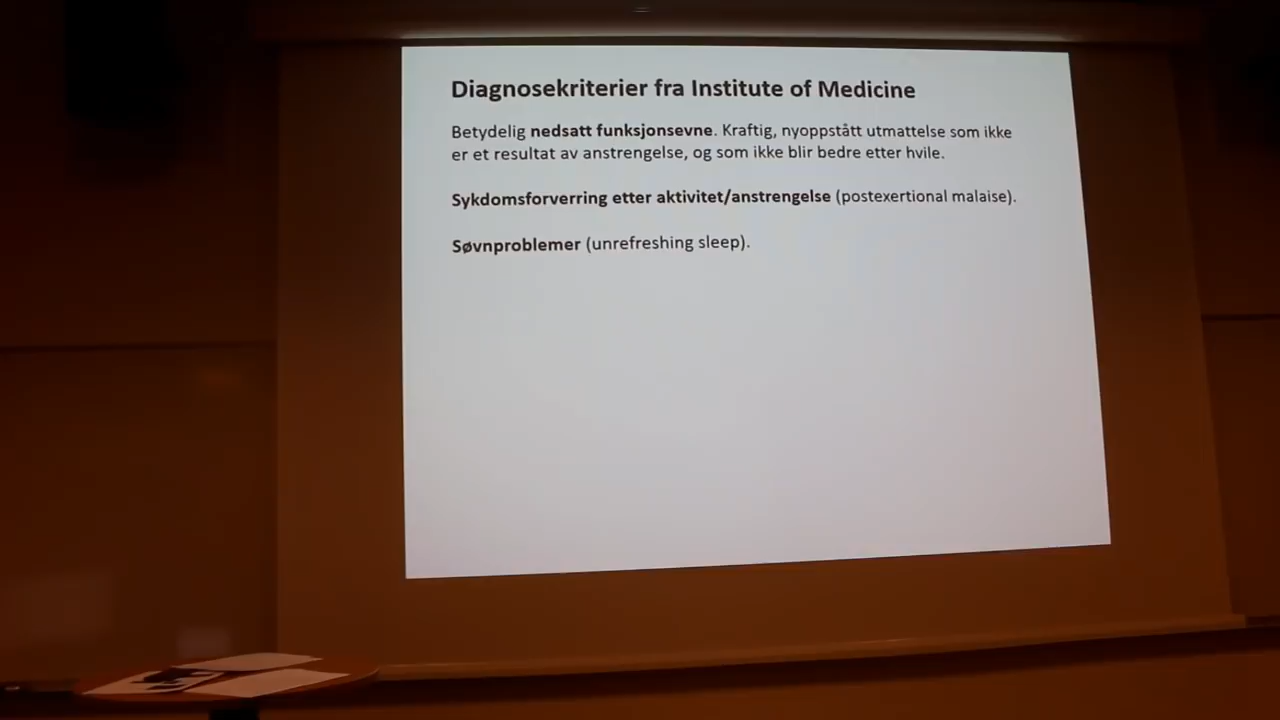 Diagnosekriterier fra Institute of Medicine
Betydelig nedsatt funksjonsevne. Kraftig, nyoppstått utmattelse som ikke
er et resultat av anstrengelse, og som ikke blir bedre etter hvile.
Sykdomsforverring etter aktivitet/anstrengelse (postexertional malaise).
Søvnproblemer (unrefreshing sleep).